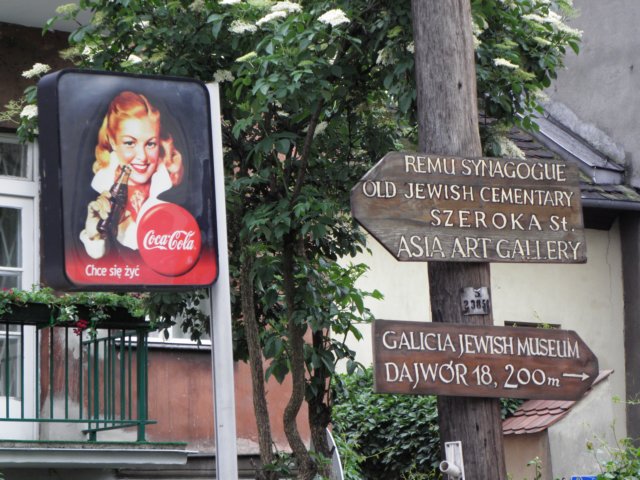 Coca-Cola
Chce się żyć
REMU SYNAGOGUE
OLD JEWISH CEMENTARY
SZEROKA St.
ASIA ART GALLERY
GALICIA JEWISH MUSEUM
DAJWÓR 18, 200m